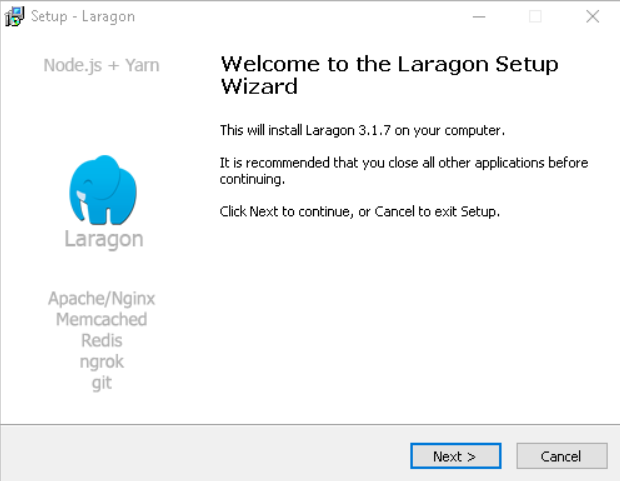 Setup - Laragon
Node.js + Yarn
Laragon
Apache/Nginx
Memcached
Redis
ngrok
git
Welcome to the Laragon Setup
Wizard
This will install Laragon 3.1.7 on your computer.
It is recommended that you close all other applications before
continuing.
Click Next to continue, or Cancel to exit Setup.
Next >
Cancel